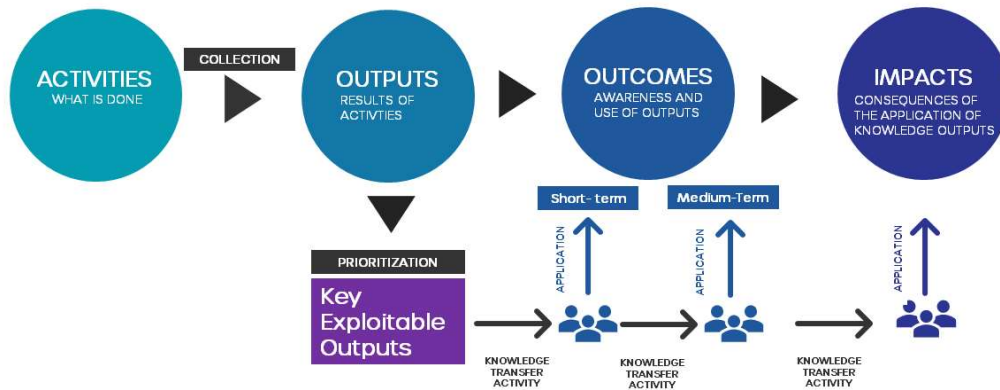 ACTIVITIES
WHAT IS DONE
COLLECTION
OUTPUTS
RESULTS OF
ACTIVTIES
OUTCOMES
AWARENESS AND
USE OF OUTPUTS
IMPACTS
CONSEQUENCES OF
THE APPLICATION OF
KNOWLEDGE OUTPUTS
Short- term
Medium-Term
APPLICATION
APPLICATION
APPLICATION
PRIORITIZATION
Key
Exploitable
Outputs
KNOWLEDGE
TRANSFER
ACTIVITY
KNOWLEDGE
TRANSFER
ACTIVITY
KNOWLEDGE
TRANSFER
ACTIVITY